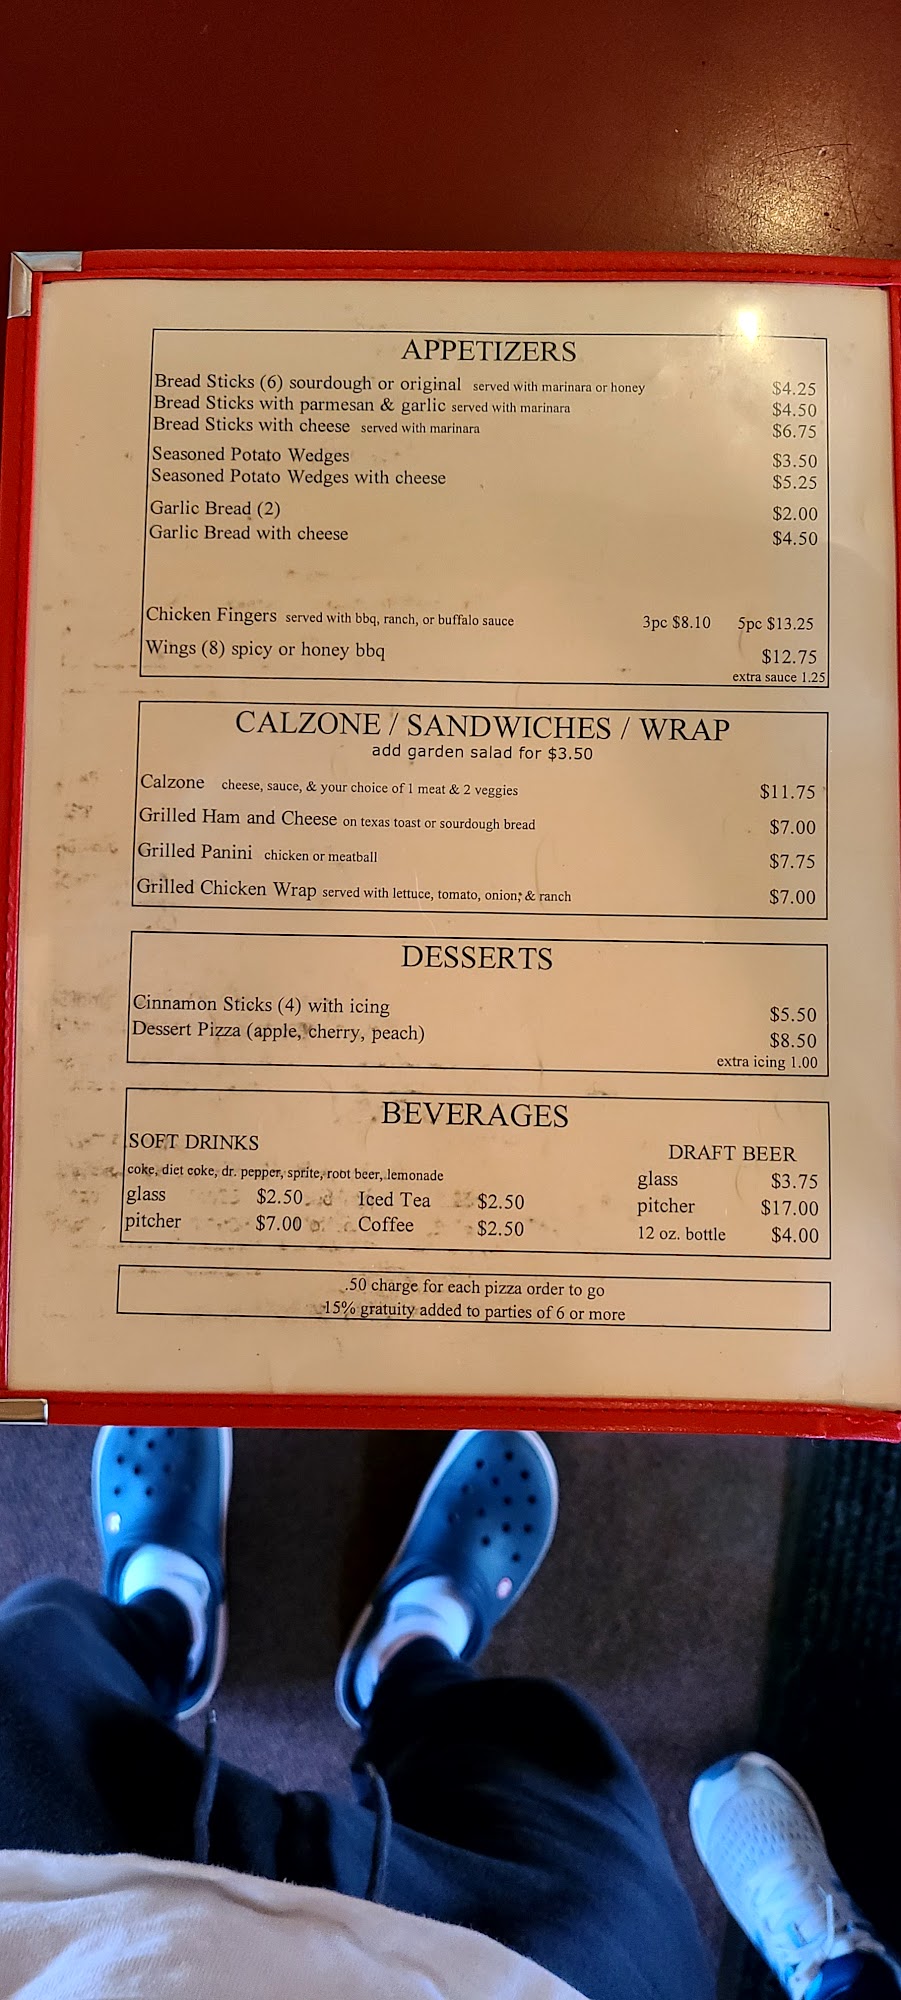 APPETIZERS
Bread Sticks (6) sourdough or original served with marinara or honey $4.25
Bread Sticks with parmesan & garlic served with marinara $4.50
Bread Sticks with cheese served with marinara $6.75
Seasoned Potato Wedges $3.50
Seasoned Potato Wedges with cheese $5.25
Garlic Bread (2) $2.00
Garlic Bread with cheese $4.50
Chicken Fingers served with bbq, ranch, or buffalo sauce 3pc $8.10 5pc $13.25
Wings (8) spicy or honey bbq $12.75
extra sauce 1.25
CALZONE / SANDWICHES / WRAP
add garden salad for $3.50
Calzone cheese, sauce, & your choice of 1 meat & 2 veggies $11.75
Grilled Ham and Cheese on texas toast or sourdough bread $7.00
Grilled Panini chicken or meatball $7.75
Grilled Chicken Wrap served with lettuce, tomato, onion, & ranch $7.00
DESSERTS
Cinnamon Sticks (4) with icing $5.50
Dessert Pizza (apple, cherry, peach) $8.50
extra icing 1.00
BEVERAGES
SOFT DRINKS DRAFT BEER
coke, diet coke, dr. pepper, sprite, root beer, lemonade
glass $2.50 Iced Tea $2.50 glass $3.75
pitcher $7.00 Coffee $2.50 pitcher $17.00
12 oz. bottle $4.00
.50 charge for each pizza order to go
15% gratuity added to parties of 6 or more